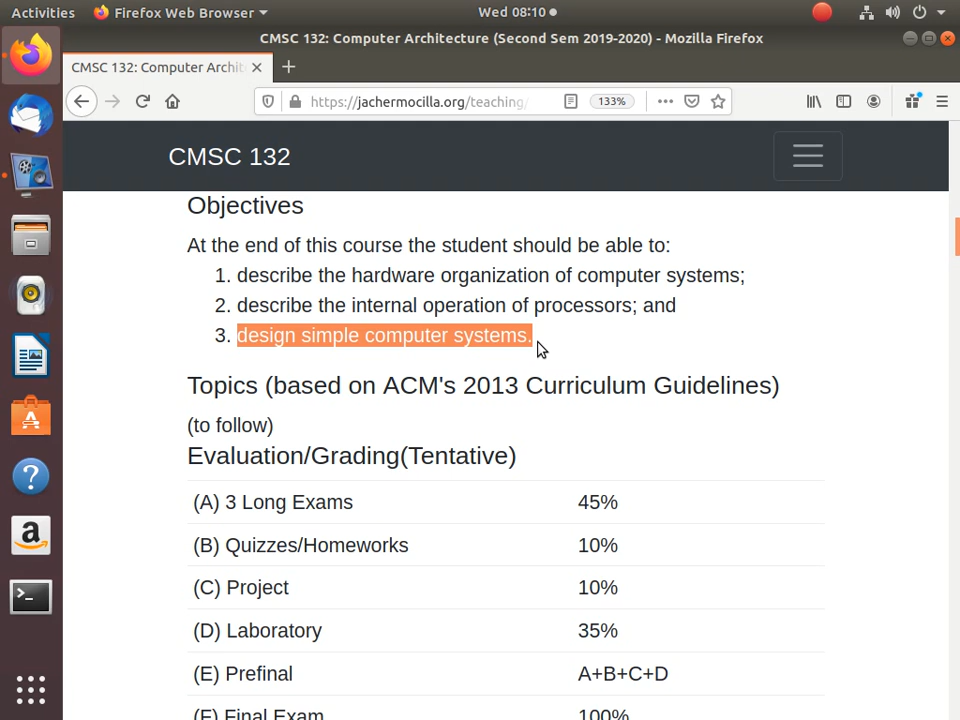 Activities
Firefox Web Browser
Wed 08:10
CMSC 132: Computer Architecture (Second Sem 2019-2020) - Mozilla Firefox
CMSC 132: Computer Archit
https://jachermocilla.org/teaching/
133%
CMSC 132
Objectives
At the end of this course the student should be able to:
1. describe the hardware organization of computer systems;
2. describe the internal operation of processors; and
3. design simple computer systems.
Topics (based on ACM's 2013 Curriculum Guidelines)
(to follow)
Evaluation/Grading(Tentative)
(A) 3 Long Exams 45%
(B) Quizzes/Homeworks 10%
(C) Project 10%
(D) Laboratory 35%
(E) Prefinal A+B+C+D
(F) Final Exam 100%